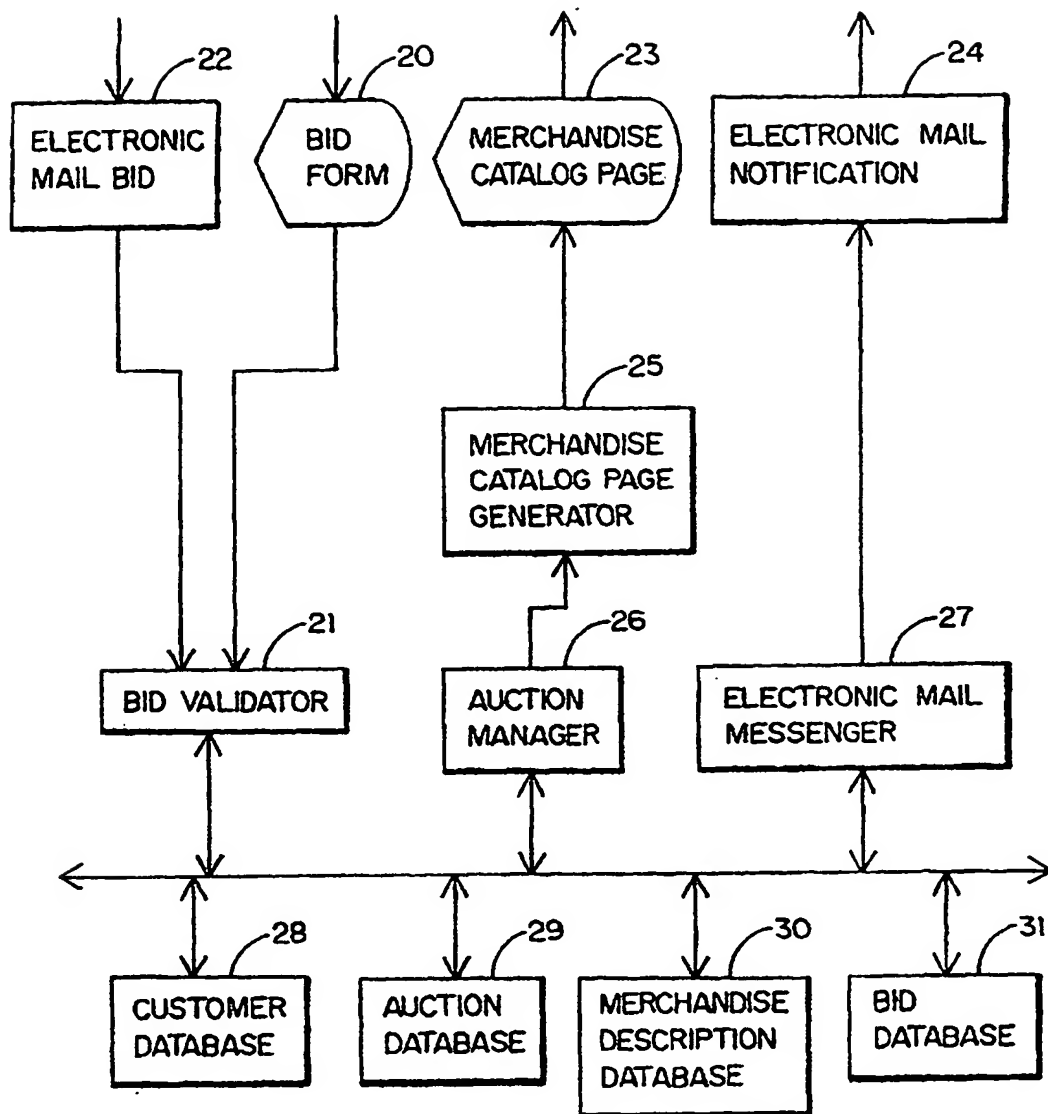 22
20
23
24
ELECTRONIC
MAIL BID
BID
FORM
MERCHANDISE
CATALOG PAGE
ELECTRONIC MAIL
NOTIFICATION
25
MERCHANDISE
CATALOG PAGE
GENERATOR
21
26
27
BID VALIDATOR
AUCTION
MANAGER
ELECTRONIC MAIL
MESSENGER
28
29
30
31
CUSTOMER
DATABASE
AUCTION
DATABASE
MERCHANDISE
DESCRIPTION
DATABASE
BID
DATABASE